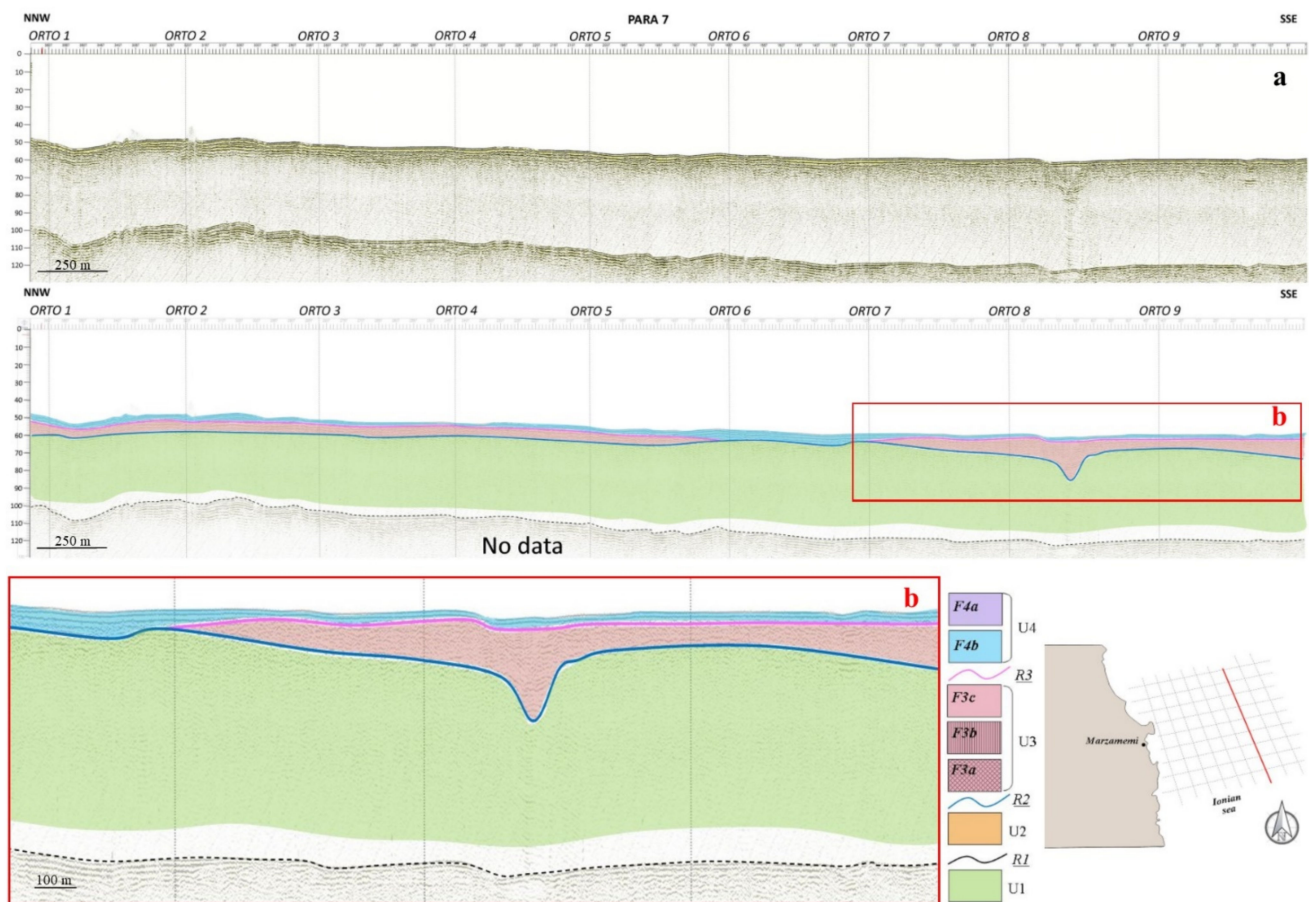 NNW PARA 7 SSE
ORTO 1 ORTO 2 ORTO 3 ORTO 4 ORTO 5 ORTO 6 ORTO 7 ORTO 8 ORTO 9
a
0
10
20
30
40
50
60
70
80
90
100
110
120
250 m
NNW SSE
ORTO 1 ORTO 2 ORTO 3 ORTO 4 ORTO 5 ORTO 6 ORTO 7 ORTO 8 ORTO 9
0
10
20
30
40
50
60
70
80
90
100
110
120
b
250 m
No data
b
100 m
F4a
F4b
U4
R3
F3c
F3b
F3a
U3
R2
U2
R1
U1
Marzamemi
Ionian
sea
N